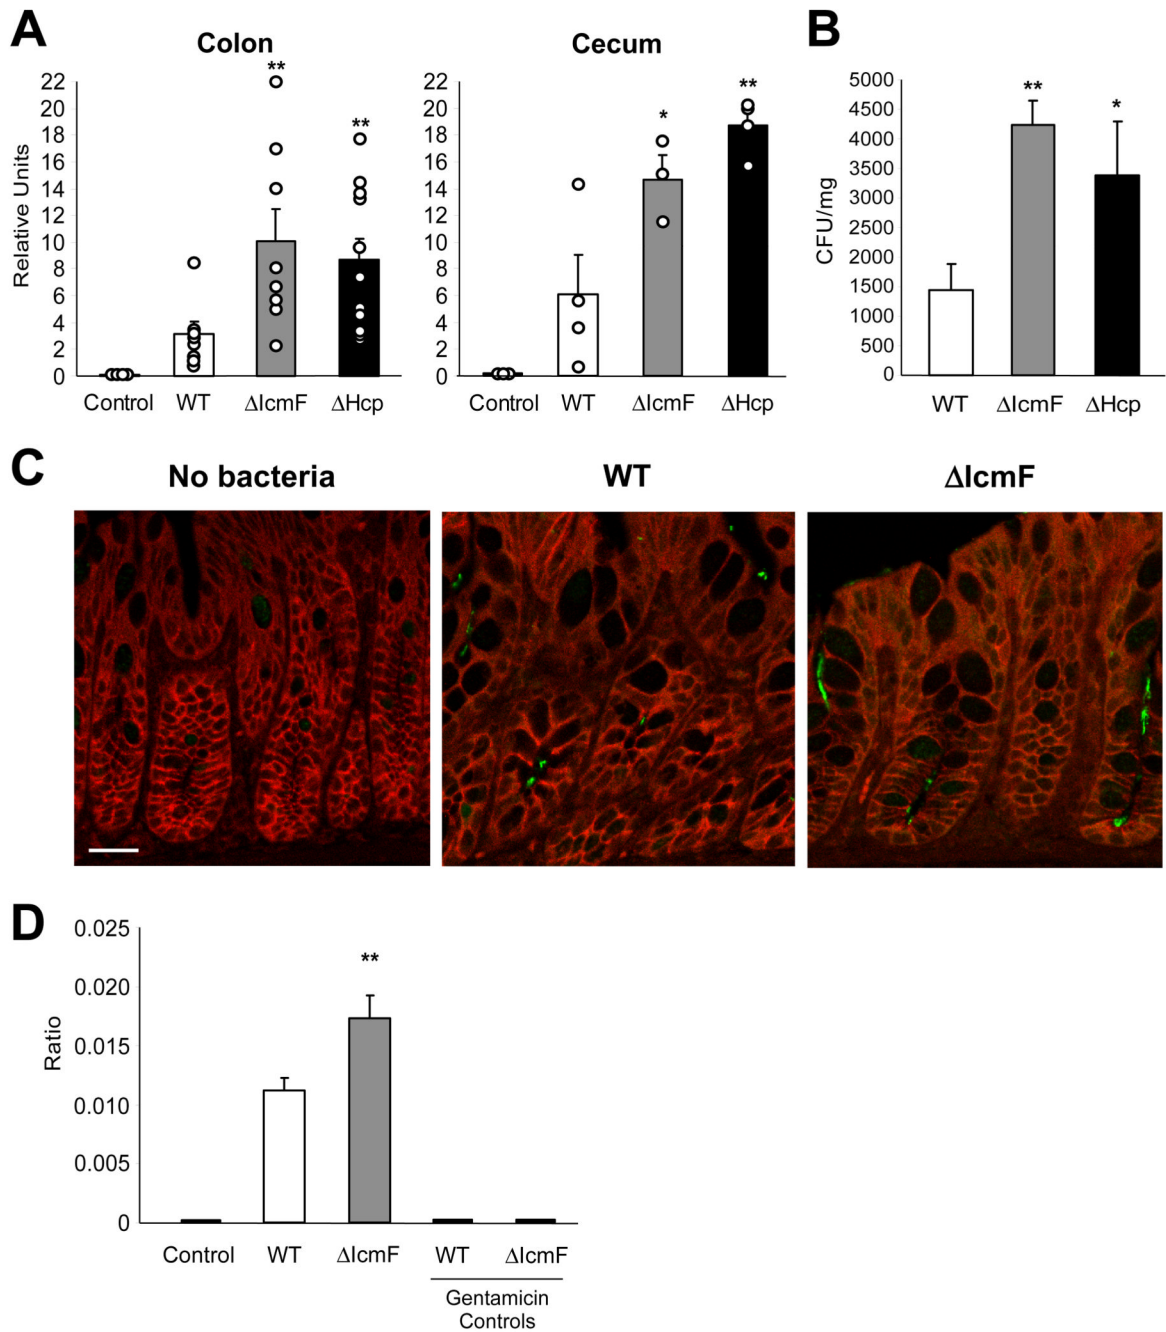 A
Colon
Cecum
B
Relative Units
22
20
18
16
14
12
10
8
6
4
2
0
**
**
Control WT ΔIcmF ΔHcp
22
20
18
16
14
12
10
8
6
4
2
0
*
**
Control WT ΔIcmF ΔHcp
CFU/mg
5000
4500
4000
3500
3000
2500
2000
1500
1000
500
0
**
*
WT ΔIcmF ΔHcp
C
No bacteria
WT
ΔIcmF
D
Ratio
0.025
0.020
0.015
0.010
0.005
0
**
Control WT ΔIcmF WT ΔIcmF
Gentamicin
Controls